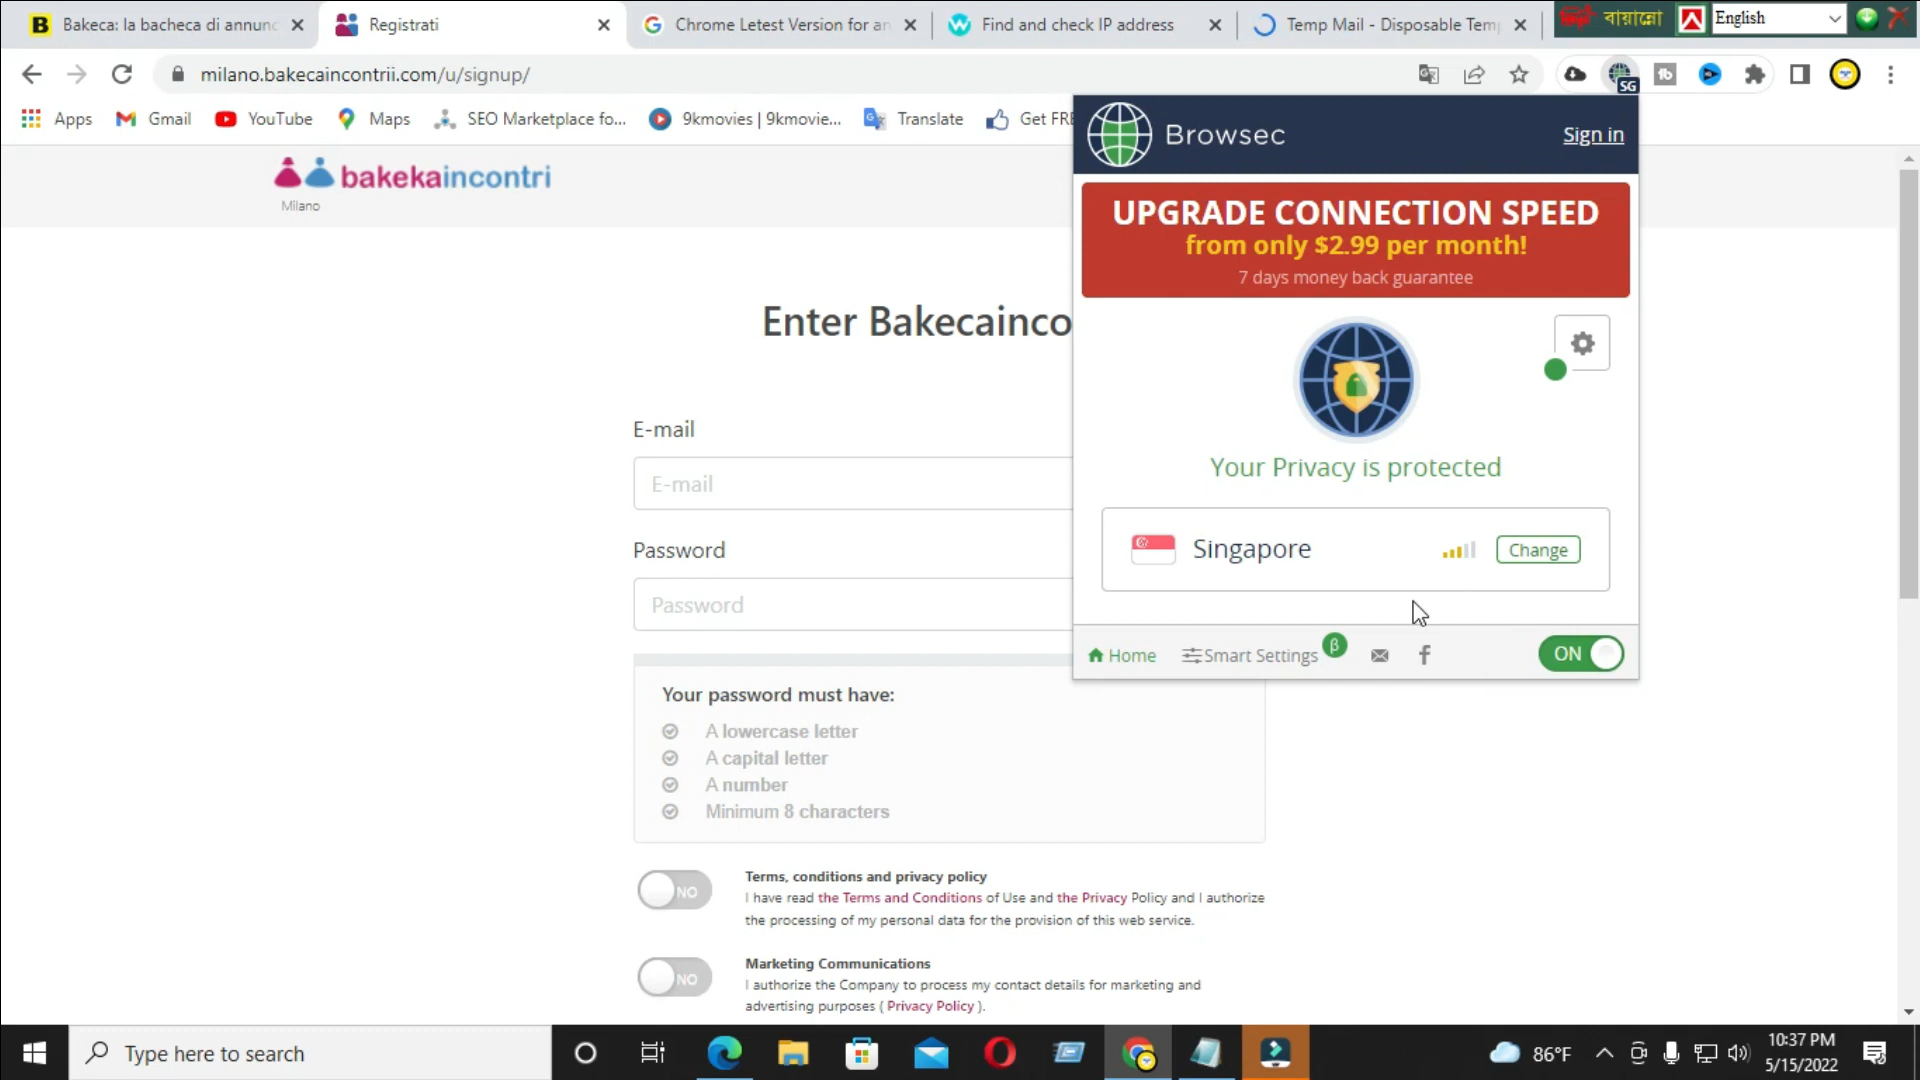 Bakeca: la bacheca di annunc
Registrati
Chrome Letest Version for an
Find and check IP address
Temp Mail - Disposable Temp
বায়ান্নো
English
milano.bakecaincontrii.com/u/signup/
SG
Apps
Gmail
YouTube
Maps
SEO Marketplace fo...
9kmovies | 9kmovie...
Translate
Get FRE
Browsec
Sign in
bakekaincontri
Milano
UPGRADE CONNECTION SPEED
from only $2.99 per month!
7 days money back guarantee
Enter Bakecainco
Your Privacy is protected
E-mail
E-mail
Singapore
Change
Password
Password
Home
Smart Settings
β
ON
Your password must have:
A lowercase letter
A capital letter
A number
Minimum 8 characters
NO
Terms, conditions and privacy policy
I have read the Terms and Conditions of Use and the Privacy Policy and I authorize
the processing of my personal data for the provision of this web service.
NO
Marketing Communications
I authorize the Company to process my contact details for marketing and
advertising purposes ( Privacy Policy ).
Type here to search
86°F
10:37 PM
5/15/2022